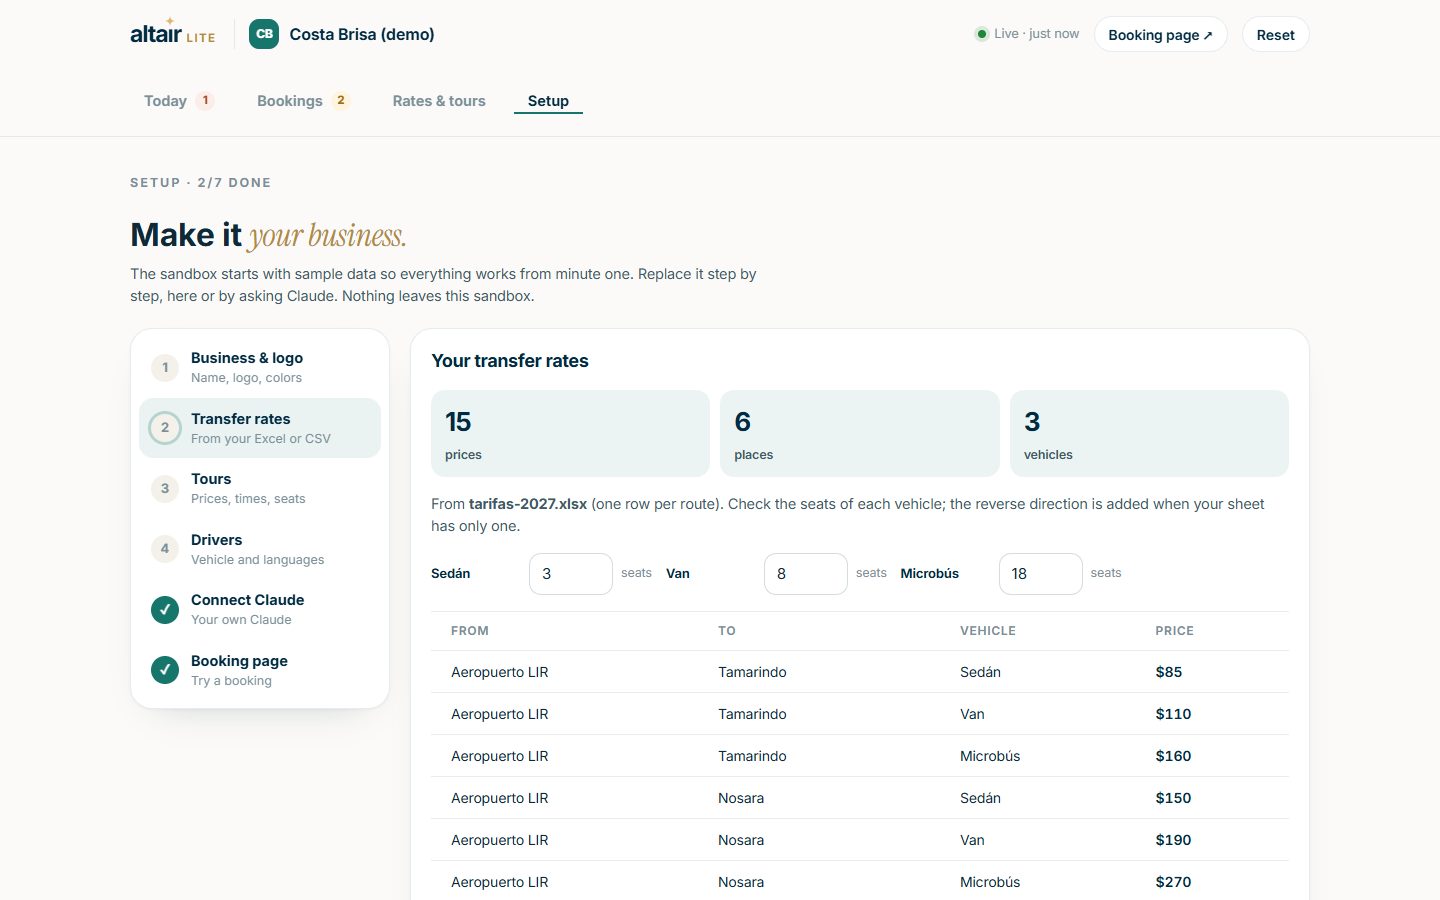 altair LITE
CB
Costa Brisa (demo)
Live · just now
Booking page ↗
Reset
Today 1
Bookings 2
Rates & tours
Setup
SETUP · 2/7 DONE
Make it your business.
The sandbox starts with sample data so everything works from minute one. Replace it step by
step, here or by asking Claude. Nothing leaves this sandbox.
1
Business & logo
Name, logo, colors
2
Transfer rates
From your Excel or CSV
3
Tours
Prices, times, seats
4
Drivers
Vehicle and languages
✓
Connect Claude
Your own Claude
✓
Booking page
Try a booking
Your transfer rates
15
prices
6
places
3
vehicles
From tarifas-2027.xlsx (one row per route). Check the seats of each vehicle; the reverse direction is added when your sheet
has only one.
Sedán 3 seats Van 8 seats Microbús 18 seats
FROM TO VEHICLE PRICE
Aeropuerto LIR Tamarindo Sedán $85
Aeropuerto LIR Tamarindo Van $110
Aeropuerto LIR Tamarindo Microbús $160
Aeropuerto LIR Nosara Sedán $150
Aeropuerto LIR Nosara Van $190
Aeropuerto LIR Nosara Microbús $270